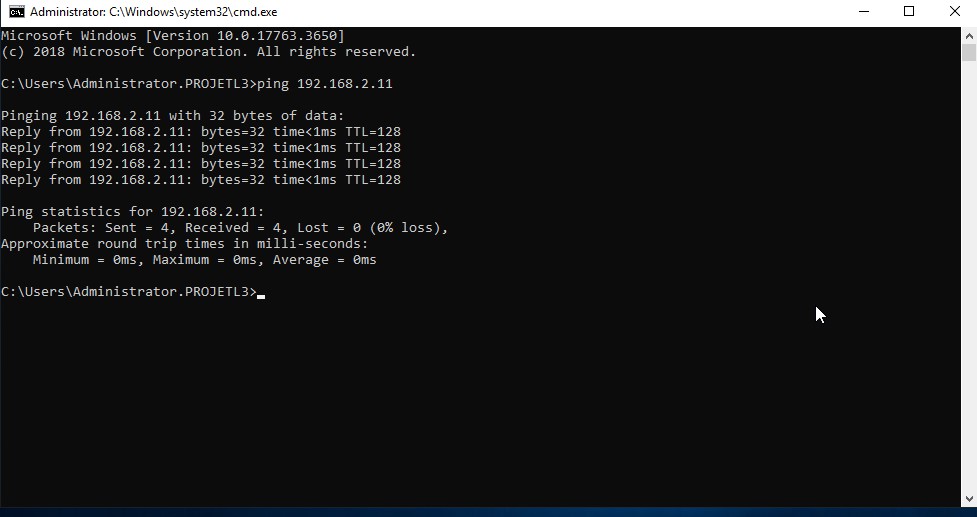 Administrator: C:\Windows\system32\cmd.exe
Microsoft Windows [Version 10.0.17763.3650]
(c) 2018 Microsoft Corporation. All rights reserved.
C:\Users\Administrator.PROJETL3>ping 192.168.2.11
Pinging 192.168.2.11 with 32 bytes of data:
Reply from 192.168.2.11: bytes=32 time<1ms TTL=128
Reply from 192.168.2.11: bytes=32 time<1ms TTL=128
Reply from 192.168.2.11: bytes=32 time<1ms TTL=128
Reply from 192.168.2.11: bytes=32 time<1ms TTL=128
Ping statistics for 192.168.2.11:
    Packets: Sent = 4, Received = 4, Lost = 0 (0% loss),
Approximate round trip times in milli-seconds:
    Minimum = 0ms, Maximum = 0ms, Average = 0ms
C:\Users\Administrator.PROJETL3>